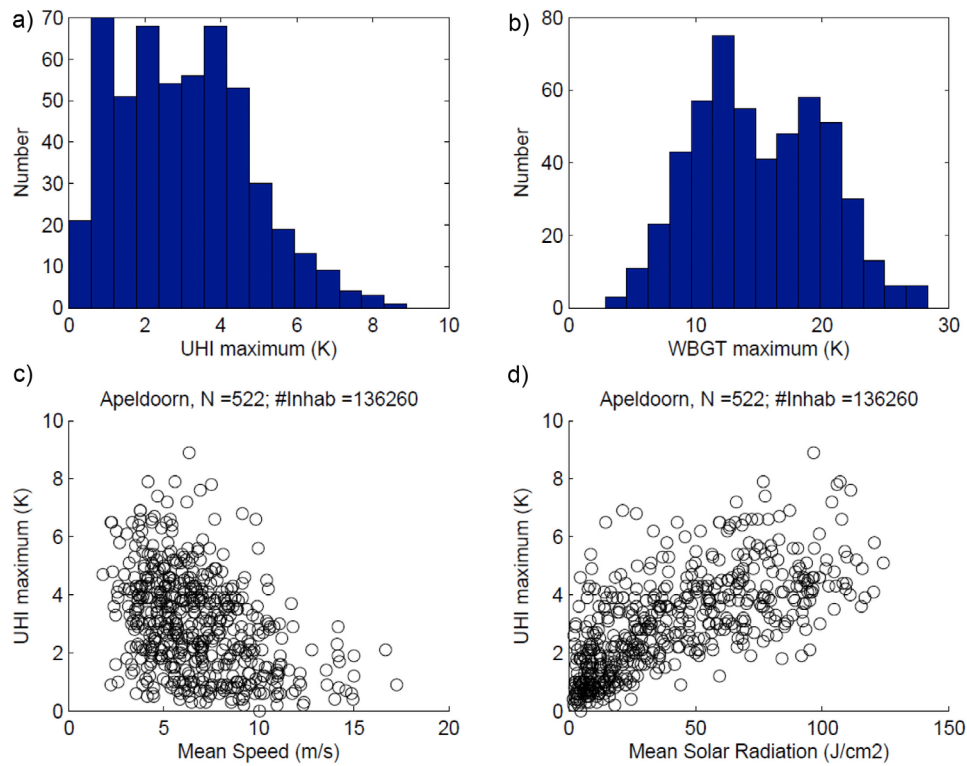 a)
70
60
50
40
30
20
10
0
Number
0 2 4 6 8 10
UHI maximum (K)
b)
80
60
40
20
0
Number
0 10 20 30
WBGT maximum (K)
c)
Apeldoorn, N =522; #Inhab =136260
10
8
6
4
2
0
UHI maximum (K)
0 5 10 15 20
Mean Speed (m/s)
d)
Apeldoorn, N =522; #Inhab =136260
10
8
6
4
2
0
UHI maximum (K)
0 50 100 150
Mean Solar Radiation (J/cm2)